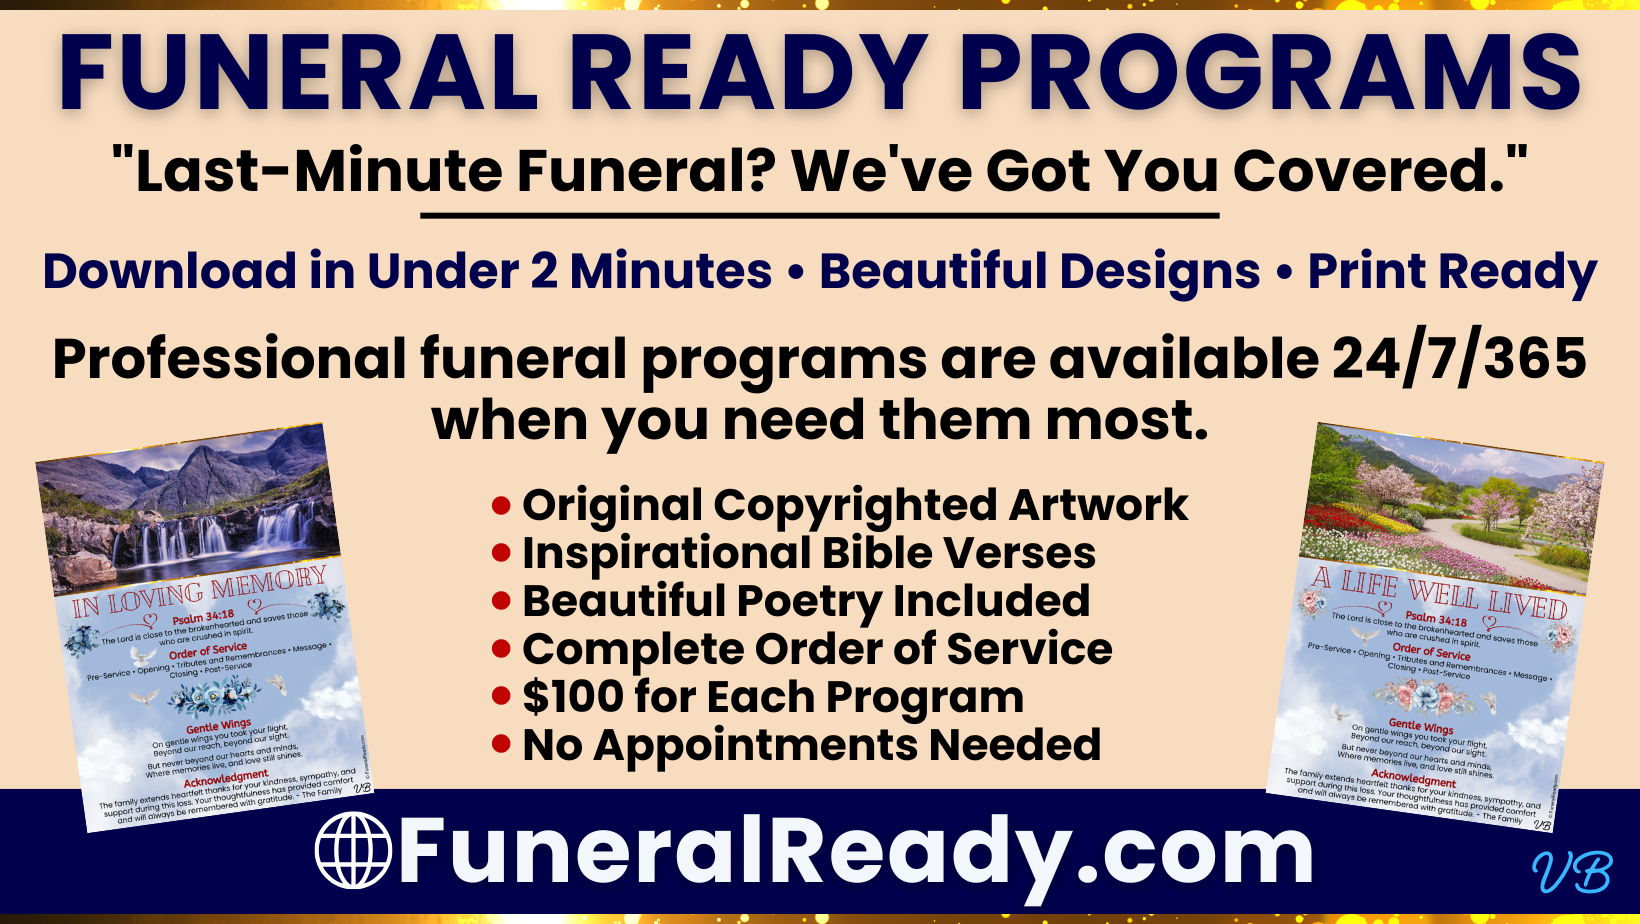 FUNERAL READY PROGRAMS
"Last-Minute Funeral? We've Got You Covered."
Download in Under 2 Minutes • Beautiful Designs • Print Ready
Professional funeral programs are available 24/7/365
when you need them most.
• Original Copyrighted Artwork
• Inspirational Bible Verses
• Beautiful Poetry Included
• Complete Order of Service
• $100 for Each Program
• No Appointments Needed
IN LOVING MEMORY
Psalm 34:18
The Lord is close to the brokenhearted and saves those
who are crushed in spirit.
Order of Service
Pre-Service • Opening • Tributes and Remembrances • Message •
Closing • Post-Service
Gentle Wings
On gentle wings you took your flight,
Beyond our reach, beyond our sight.
But never beyond our hearts and minds,
Where memories live, and love still shines.
Acknowledgment
The family extends heartfelt thanks for your kindness, sympathy, and
support during this loss. Your thoughtfulness has provided comfort
and will always be remembered with gratitude. - The Family
© FuneralReady.com
VB
A LIFE WELL LIVED
Psalm 34:18
The Lord is close to the brokenhearted and saves those
who are crushed in spirit.
Order of Service
Pre-Service • Opening • Tributes and Remembrances • Message •
Closing • Post-Service
Gentle Wings
On gentle wings you took your flight,
Beyond our reach, beyond our sight.
But never beyond our hearts and minds,
Where memories live, and love still shines.
Acknowledgment
The family extends heartfelt thanks for your kindness, sympathy, and
support during this loss. Your thoughtfulness has provided comfort
and will always be remembered with gratitude. - The Family
© FuneralReady.com
VB
FuneralReady.com
VB